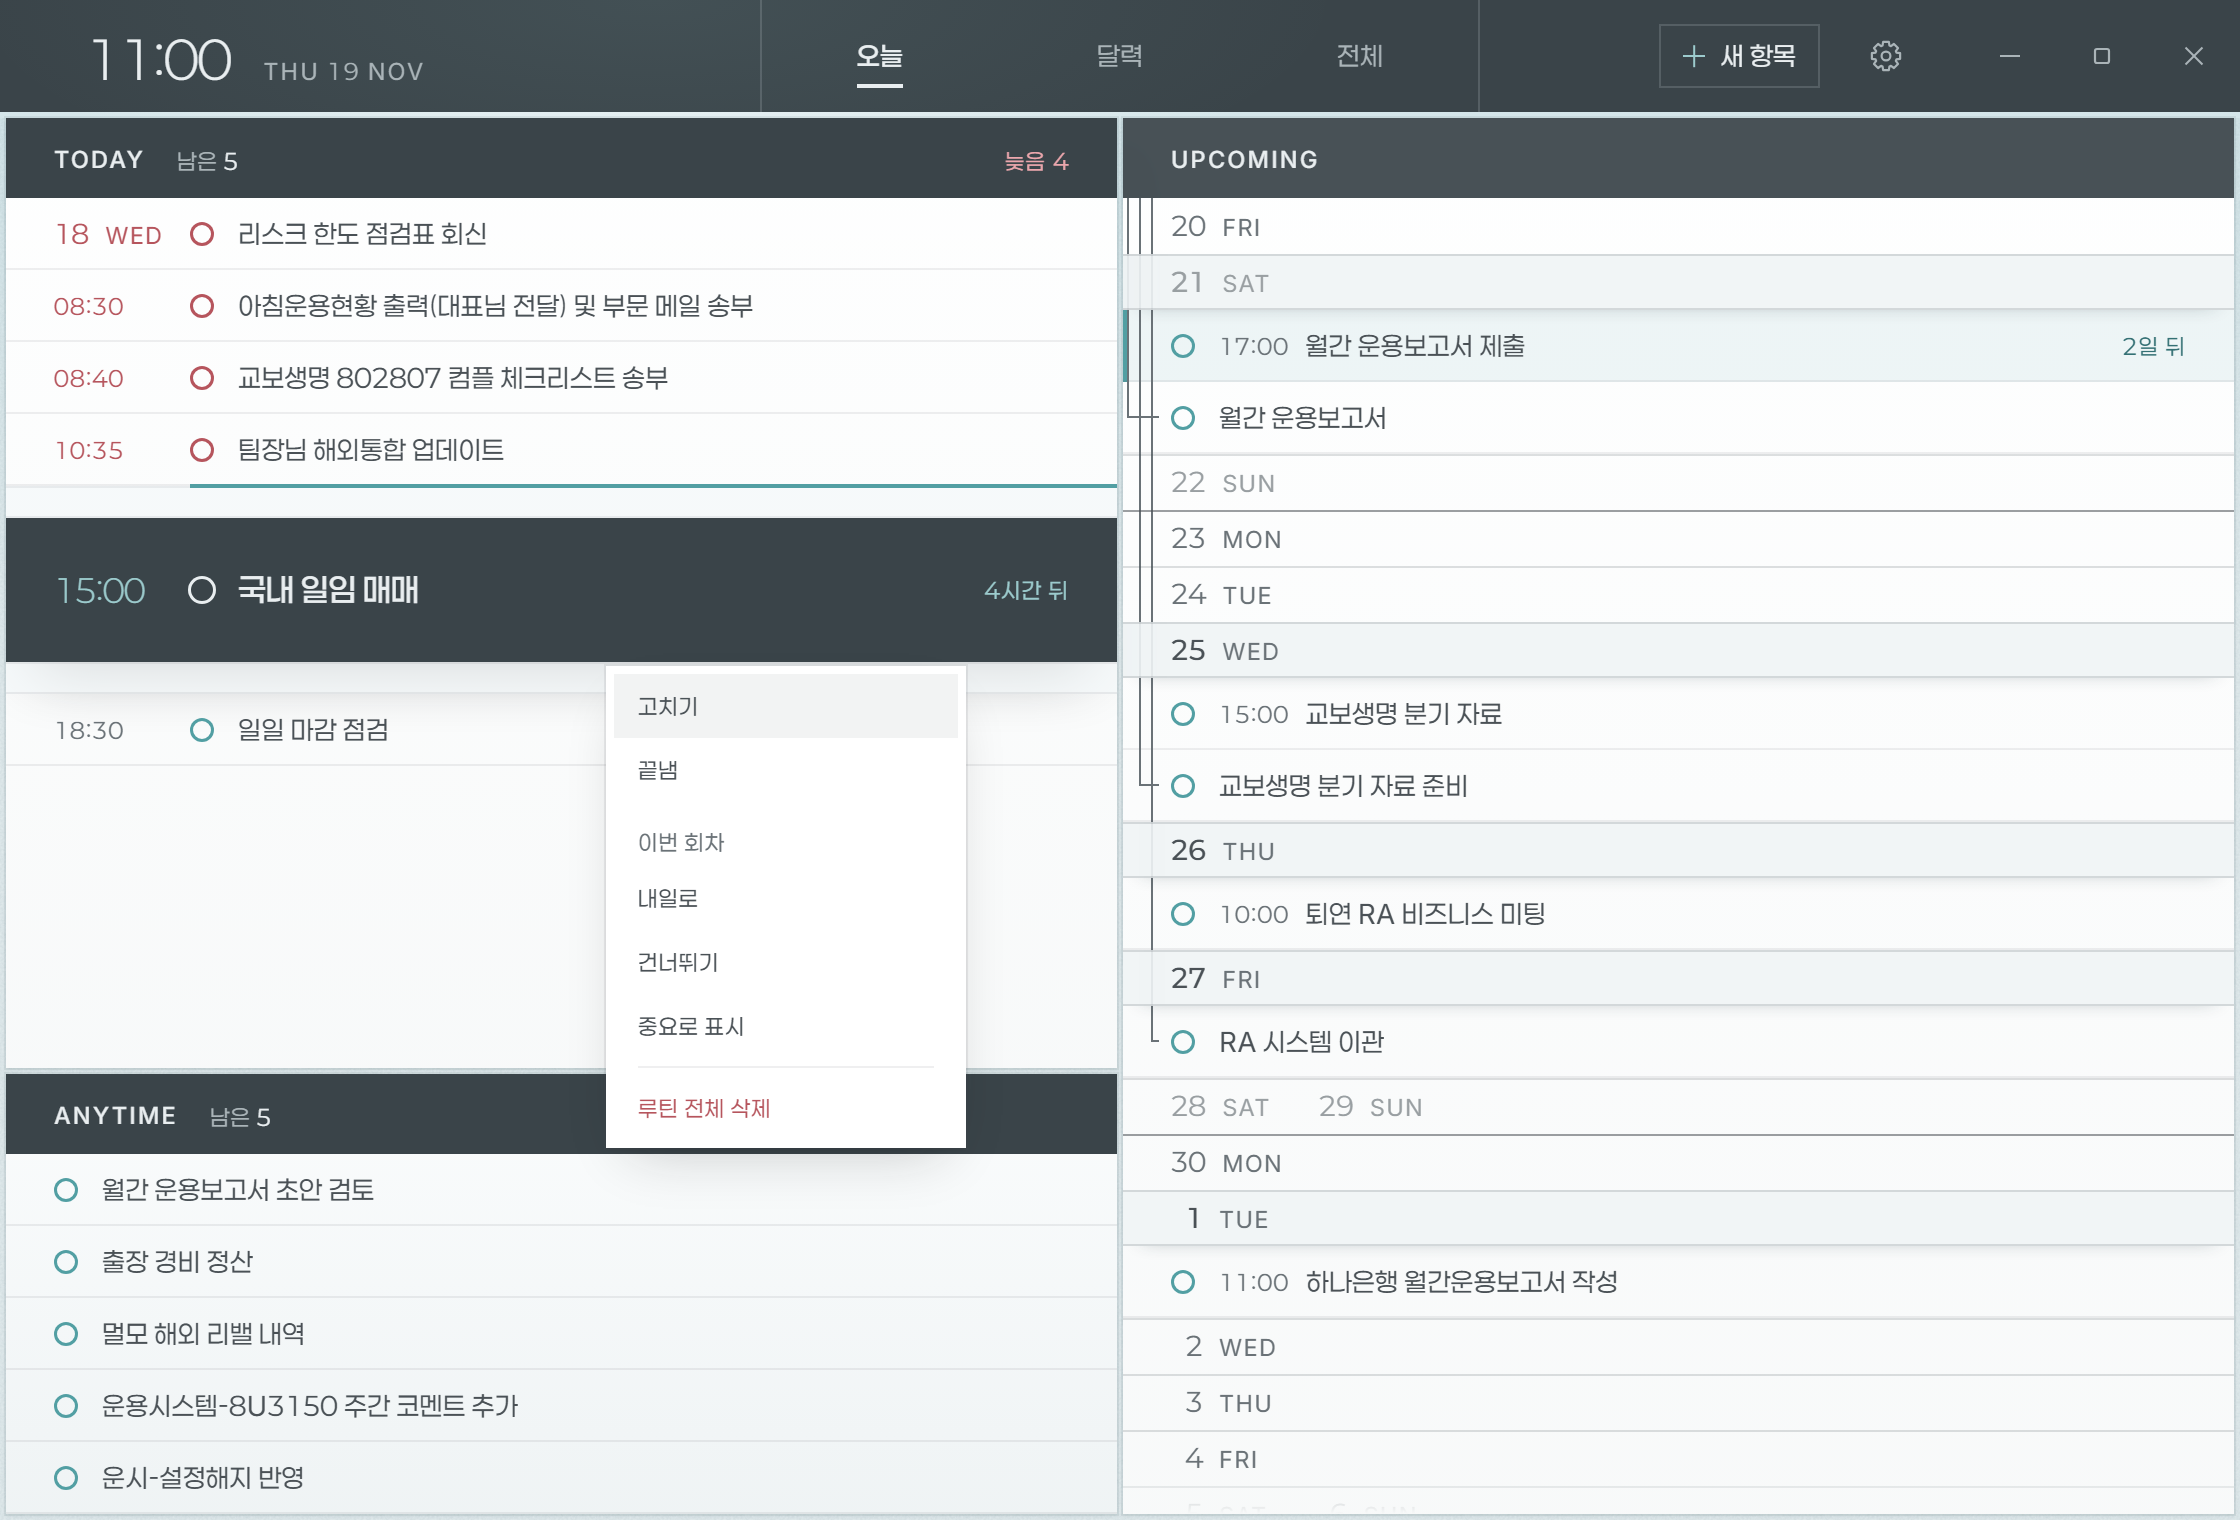 11:00 THU 19 NOV
오늘 달력 전체
새 항목
TODAY 남은 5 늦음 4
18 WED 리스크 한도 점검표 회신
08:30 아침운용현황 출력(대표님 전달) 및 부문 메일 송부
08:40 교보생명 802807 컴플 체크리스트 송부
10:35 팀장님 해외통합 업데이트
15:00 국내 일임 매매 4시간 뒤
18:30 일일 마감 점검
고치기
끝냄
이번 회차
내일로
건너뛰기
중요로 표시
루틴 전체 삭제
ANYTIME 남은 5
월간 운용보고서 초안 검토
출장 경비 정산
멀모 해외 리밸 내역
운용시스템-8U3150 주간 코멘트 추가
운시-설정해지 반영
UPCOMING
20 FRI
21 SAT
17:00 월간 운용보고서 제출 2일 뒤
월간 운용보고서
22 SUN
23 MON
24 TUE
25 WED
15:00 교보생명 분기 자료
교보생명 분기 자료 준비
26 THU
10:00 퇴연 RA 비즈니스 미팅
27 FRI
RA 시스템 이관
28 SAT 29 SUN
30 MON
1 TUE
11:00 하나은행 월간운용보고서 작성
2 WED
3 THU
4 FRI
5 SAT 6 SUN